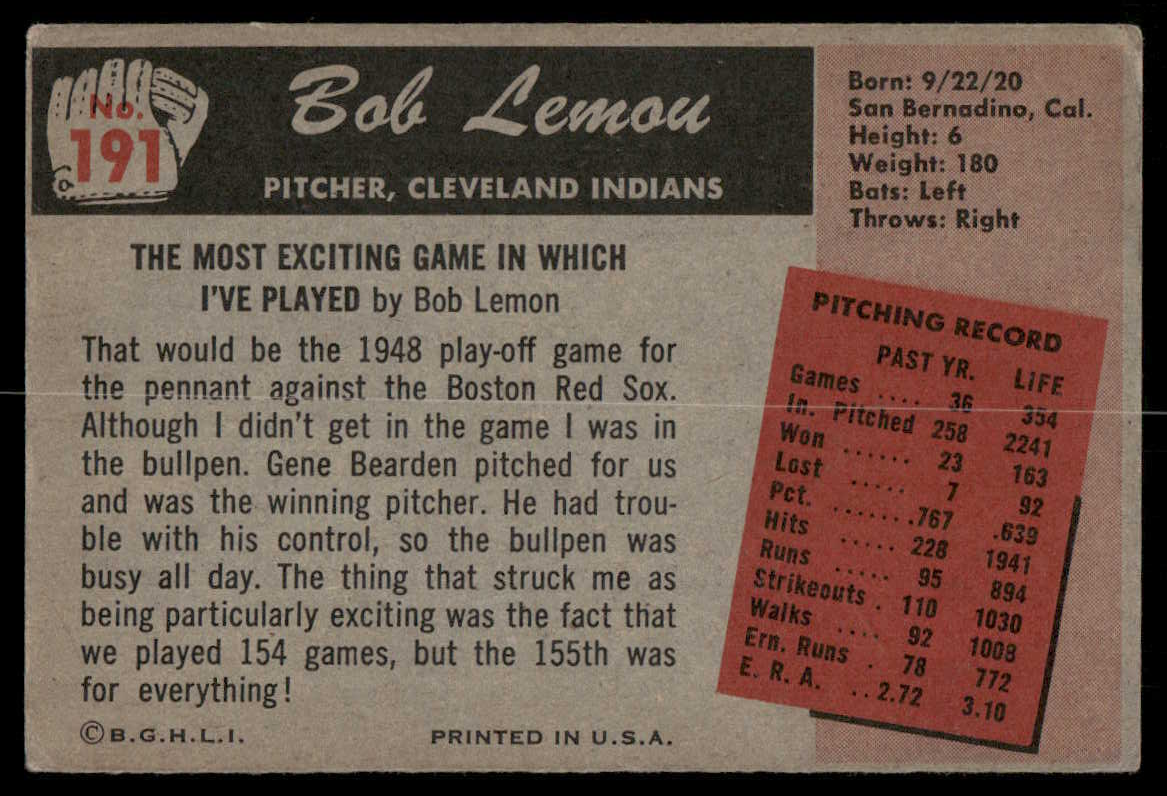 No.
191
Bob Lemon
PITCHER, CLEVELAND INDIANS
Born: 9/22/20
San Bernadino, Cal.
Height: 6
Weight: 180
Bats: Left
Throws: Right
THE MOST EXCITING GAME IN WHICH
I'VE PLAYED by Bob Lemon
That would be the 1948 play-off game for
the pennant against the Boston Red Sox.
Although I didn't get in the game I was in
the bullpen. Gene Bearden pitched for us
and was the winning pitcher. He had trou-
ble with his control, so the bullpen was
busy all day. The thing that struck me as
being particularly exciting was the fact that
we played 154 games, but the 155th was
for everything!
©B.G.H.L.I. PRINTED IN U.S.A.
PITCHING RECORD
PAST YR. LIFE
Games .... 36 354
In. Pitched 258 2241
Won ...... 23 163
Lost ..... 7 92
Pct. .......767 .639
Hits ..... 228 1941
Runs ..... 95 894
Strikeouts . 110 1030
Walks .... 92 1008
Ern. Runs . 78 772
E. R. A. ..2.72 3.10